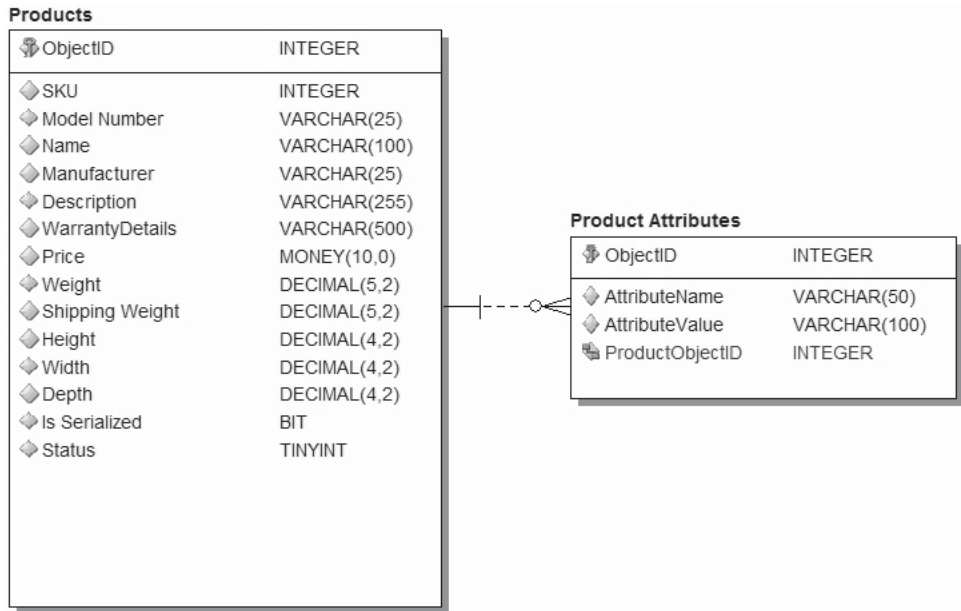 Products
ObjectID INTEGER
SKU INTEGER
Model Number VARCHAR(25)
Name VARCHAR(100)
Manufacturer VARCHAR(25)
Description VARCHAR(255)
WarrantyDetails VARCHAR(500)
Price MONEY(10,0)
Weight DECIMAL(5,2)
Shipping Weight DECIMAL(5,2)
Height DECIMAL(4,2)
Width DECIMAL(4,2)
Depth DECIMAL(4,2)
Is Serialized BIT
Status TINYINT
Product Attributes
ObjectID INTEGER
AttributeName VARCHAR(50)
AttributeValue VARCHAR(100)
ProductObjectID INTEGER